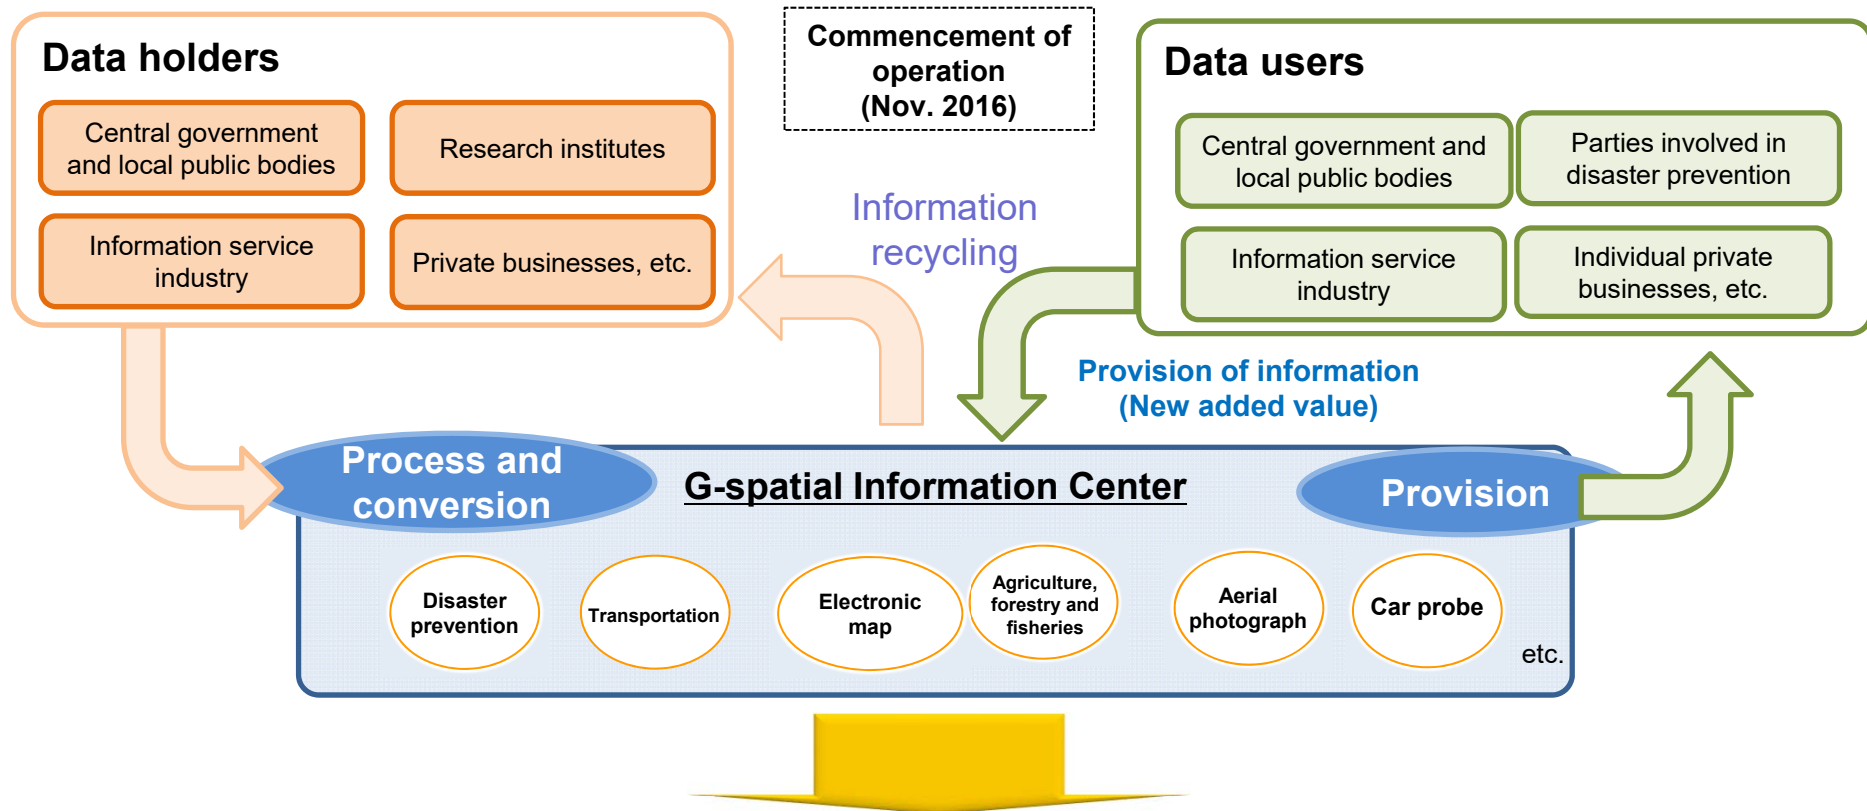 Data holders
Central government
and local public bodies
Research institutes
Information service
industry
Private businesses, etc.
Commencement of
operation
(Nov. 2016)
Data users
Central government and
local public bodies
Parties involved in
disaster prevention
Information service
industry
Individual private
businesses, etc.
Information
recycling
Provision of information
(New added value)
Process and
conversion
G-spatial Information Center
Provision
Disaster
prevention
Transportation
Electronic
map
Agriculture,
forestry and
fisheries
Aerial
photograph
Car probe
etc.